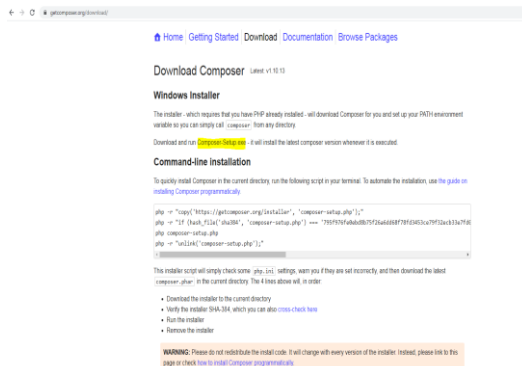 getcomposer.org/download/
Home Getting Started Download Documentation Browse Packages
Download Composer Latest: v1.10.13
Windows Installer
The installer - which requires that you have PHP already installed - will download Composer for you and set up your PATH environment
variable so you can simply call composer from any directory.
Download and run Composer-Setup.exe - it will install the latest composer version whenever it is executed.
Command-line installation
To quickly install Composer in the current directory, run the following script in your terminal. To automate the installation, use the guide on
installing Composer programmatically.
php -r "copy('https://getcomposer.org/installer', 'composer-setup.php');"
php -r "if (hash_file('sha384', 'composer-setup.php') ===
php composer-setup.php
php -r "unlink('composer-setup.php');"
This installer script will simply check some php.ini settings, warn you if they are set incorrectly, and then download the latest
composer.phar in the current directory. The 4 lines above will, in order:
• Download the installer to the current directory
• Verify the installer SHA-384, which you can also cross-check here
• Run the installer
• Remove the installer
WARNING: Please do not redistribute the install code. It will change with every version of the installer. Instead, please link to this
page or check how to install Composer programmatically.